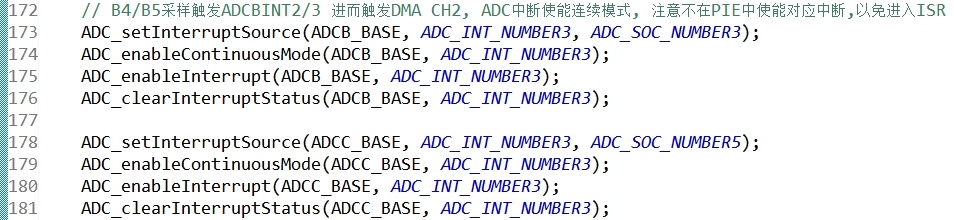 172 // B4/B5采样触发ADCBINT2/3 进而触发DMA CH2, ADC中断使能连续模式, 注意不在PIE中使能对应中断,以免进入ISR
173 ADC_setInterruptSource(ADCB_BASE, ADC_INT_NUMBER3, ADC_SOC_NUMBER3);
174 ADC_enableContinuousMode(ADCB_BASE, ADC_INT_NUMBER3);
175 ADC_enableInterrupt(ADCB_BASE, ADC_INT_NUMBER3);
176 ADC_clearInterruptStatus(ADCB_BASE, ADC_INT_NUMBER3);
177
178 ADC_setInterruptSource(ADCC_BASE, ADC_INT_NUMBER3, ADC_SOC_NUMBER5);
179 ADC_enableContinuousMode(ADCC_BASE, ADC_INT_NUMBER3);
180 ADC_enableInterrupt(ADCC_BASE, ADC_INT_NUMBER3);
181 ADC_clearInterruptStatus(ADCC_BASE, ADC_INT_NUMBER3);